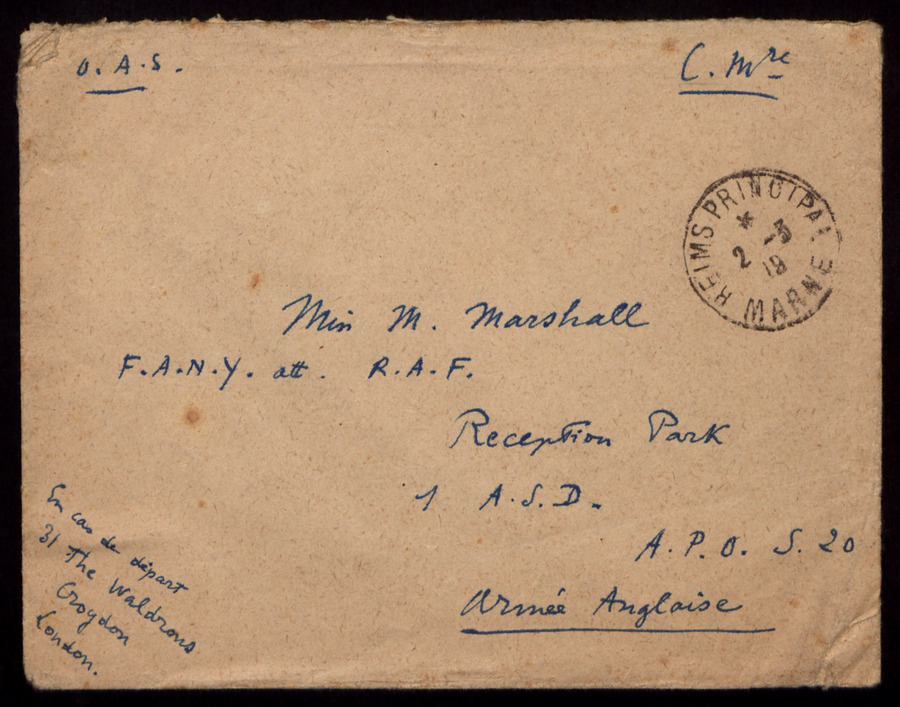 O.A.S.
C. Mre
REIMS PRINCIPAL
* -3
2 19
MARNE
Miss M. Marshall
F.A.N.Y. att. R.A.F.
Reception Park
1 A.S.D.
A.P.O. S.20
Armée Anglaise
En cas de départ
31 The Waldrons
Croydon
London.